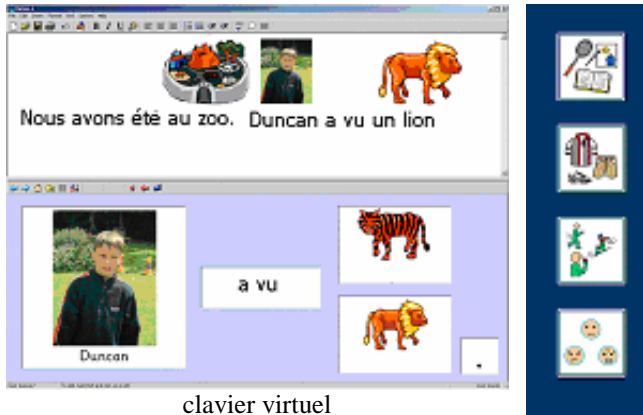 Nous avons été au zoo. Duncan a vu un lion
a vu
Duncan
.
clavier virtuel